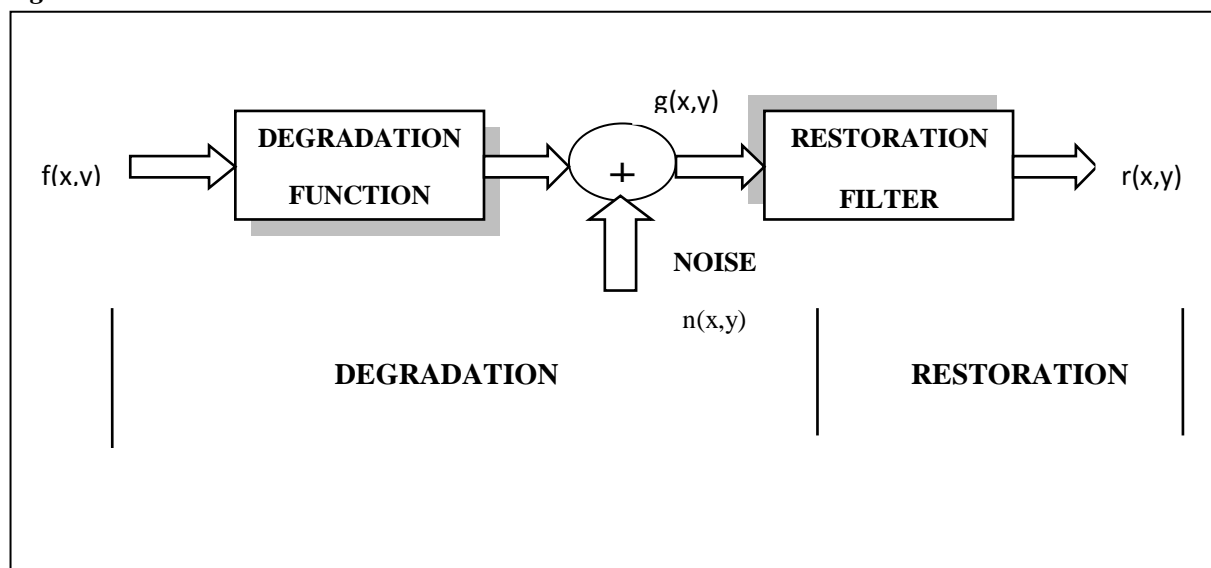 g(x,y)
DEGRADATION
FUNCTION
f(x,y)
+
RESTORATION
FILTER
r(x,y)
NOISE
n(x,y)
DEGRADATION
RESTORATION